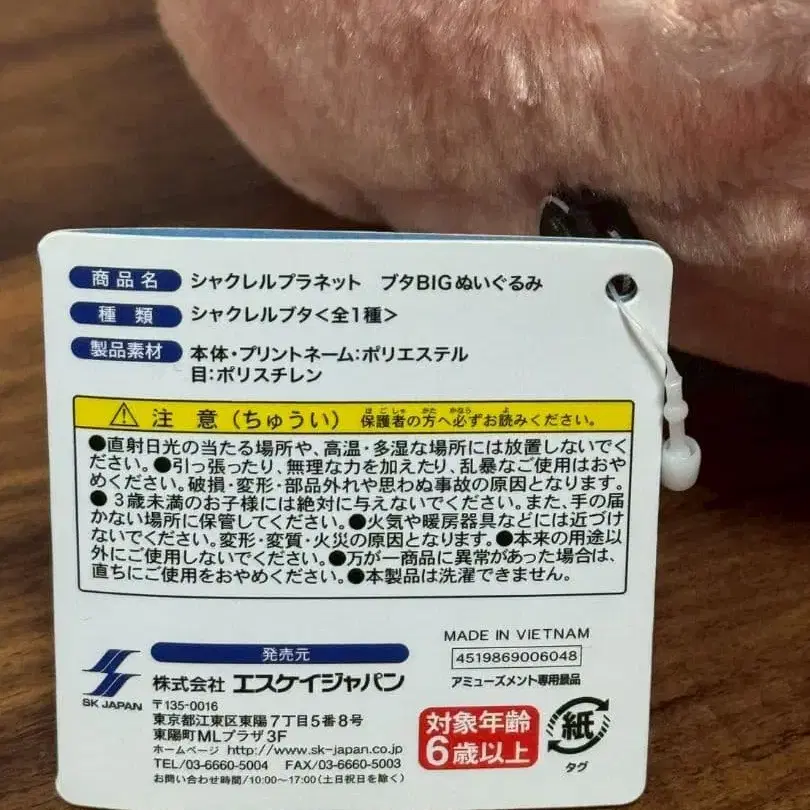 商品名 シャクレルプラネット ブタBIGぬいぐるみ
種類 シャクレルブタ<全1種>
製品素材 本体・プリントネーム:ポリエステル
目:ポリスチレン
注 意(ちゅうい) 保護者の方へ必ずお読みください。
●直射日光の当たる場所や、高温・多湿な場所には放置しないでく
ださい。●引っ張ったり、無理な力を加えたり、乱暴なご使用はおや
めください。破損・変形・部品外れや思わぬ事故の原因となります。
●3歳未満のお子様には絶対に与えないでください。また、手の届
かない場所に保管してください。●火気や暖房器具などには近づけ
ないでください。変形・変質・火災の原因となります。●本来の用途以
外にご使用しないでください。●万が一商品に異常があった場合は、
直ちにご使用をおやめください。●本製品は洗濯できません。
発売元
SK JAPAN
株式会社 エスケイジャパン
〒135-0016
東京都江東区東陽7丁目5番8号
東陽町MLプラザ3F
ホームページ http://www.sk-japan.co.jp
TEL/03-6660-5004 FAX/03-6660-5003
お問い合わせ時間/10:00~17:00(土日祝日を除く)
MADE IN VIETNAM
4519869006048
アミューズメント専用景品
対象年齢
6歳以上
紙
タグ